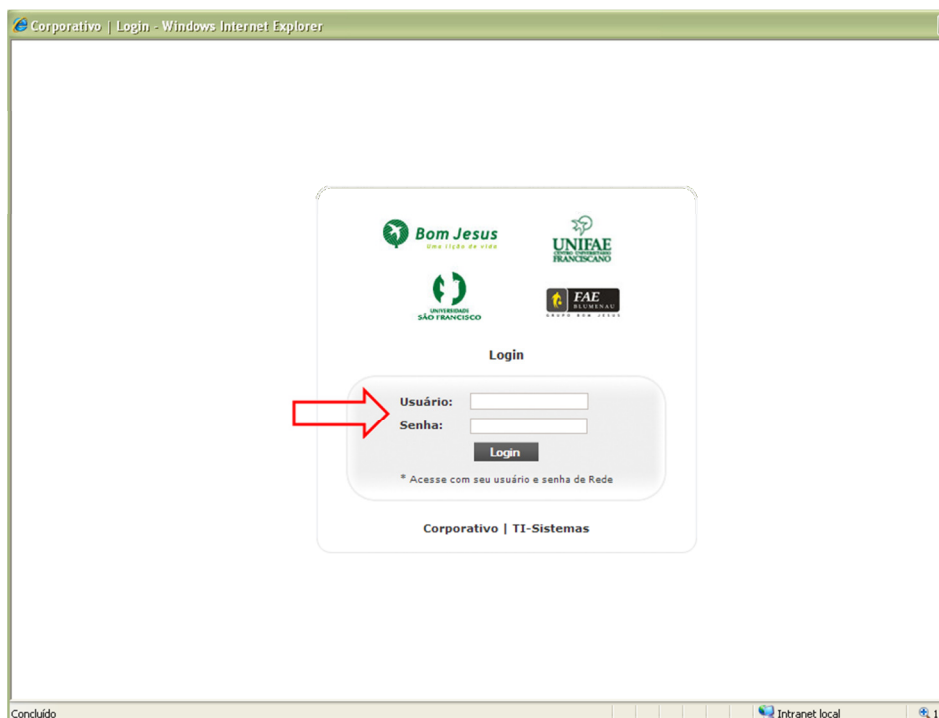 Corporativo | Login - Windows Internet Explorer
Bom Jesus
Uma lição de vida
UNIFAE
CENTRO UNIVERSITÁRIO
FRANCISCANO
UNIVERSIDADE
SÃO FRANCISCO
FAE
BLUMENAU
GRUPO BOM JESUS
Login
Usuário:
Senha:
Login
* Acesse com seu usuário e senha de Rede
Corporativo | TI-Sistemas
Concluído
Intranet local
1